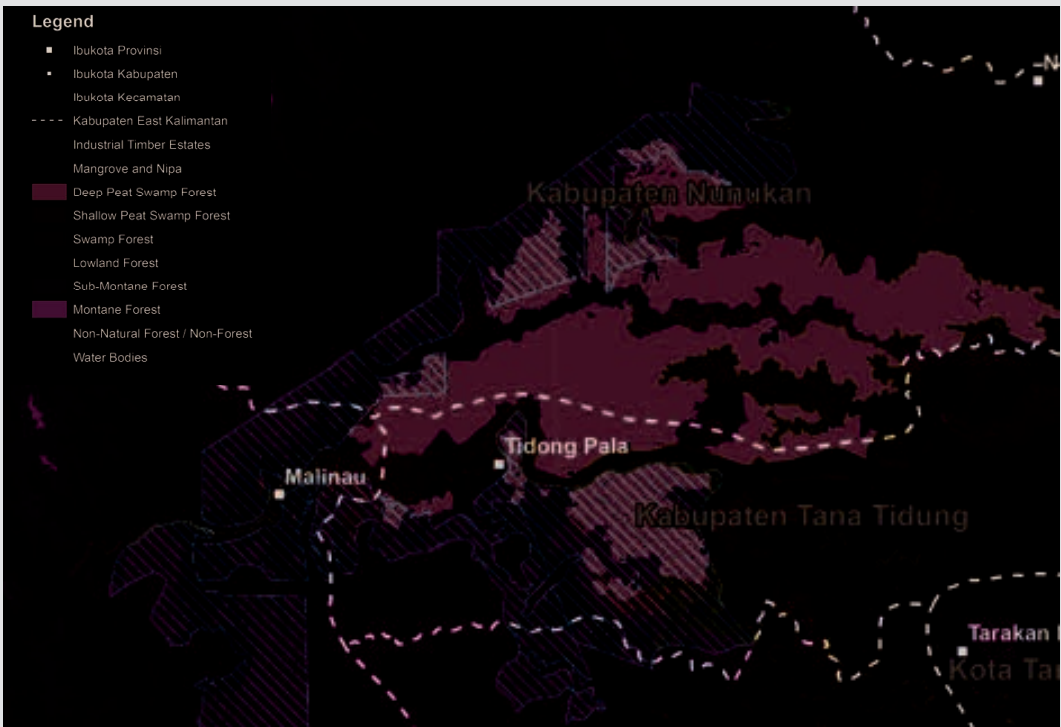 Legend
Ibukota Provinsi
Ibukota Kabupaten
Ibukota Kecamatan
Kabupaten East Kalimantan
Industrial Timber Estates
Mangrove and Nipa
Deep Peat Swamp Forest
Shallow Peat Swamp Forest
Swamp Forest
Lowland Forest
Sub-Montane Forest
Montane Forest
Non-Natural Forest / Non-Forest
Water Bodies
Kabupaten Nunukan
Tidong Pala
Malinau
Kabupaten Tana Tidung
Tarakan
Kota